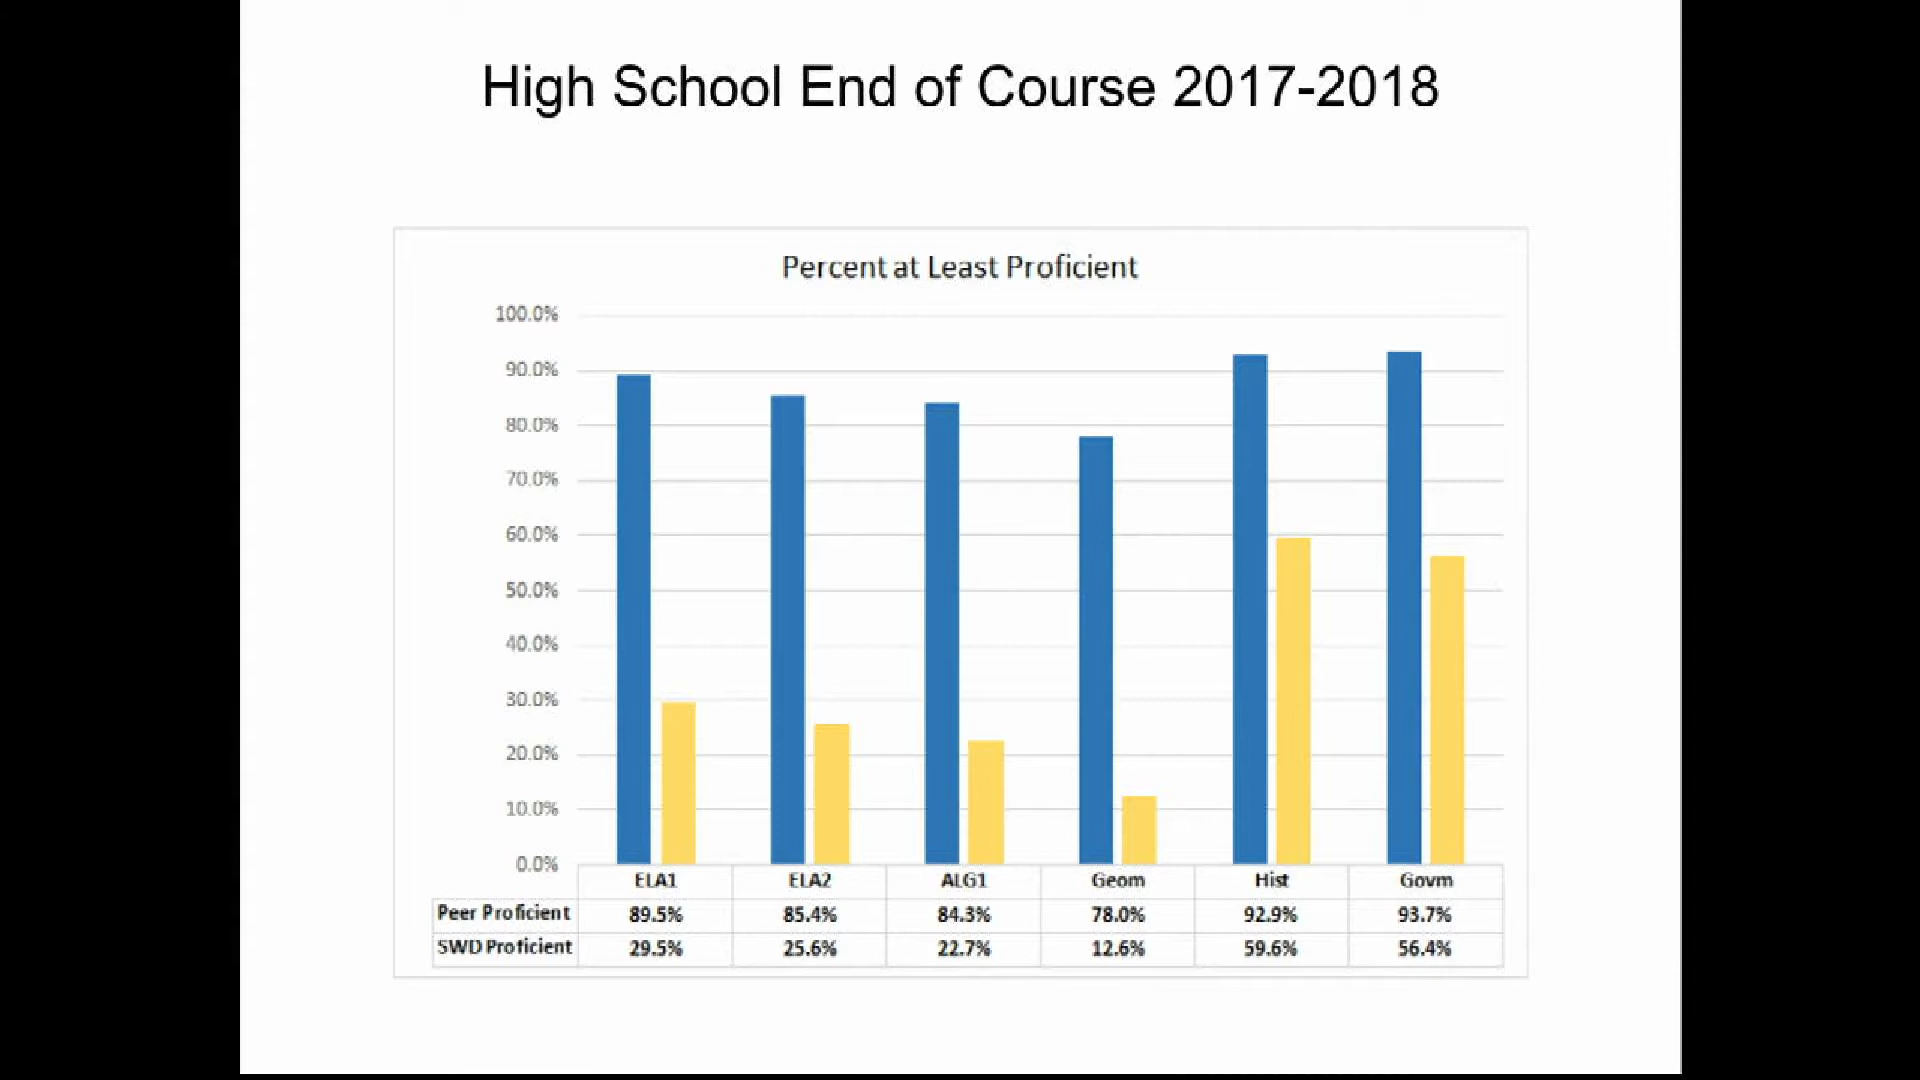 High School End of Course 2017-2018
Percent at Least Proficient
100.0%
90.0%
80.0%
70.0%
60.0%
50.0%
40.0%
30.0%
20.0%
10.0%
0.0%
ELA1 ELA2 ALG1 Geom Hist Govm
Peer Proficient 89.5% 85.4% 84.3% 78.0% 92.9% 93.7%
SWD Proficient 29.5% 25.6% 22.7% 12.6% 59.6% 56.4%